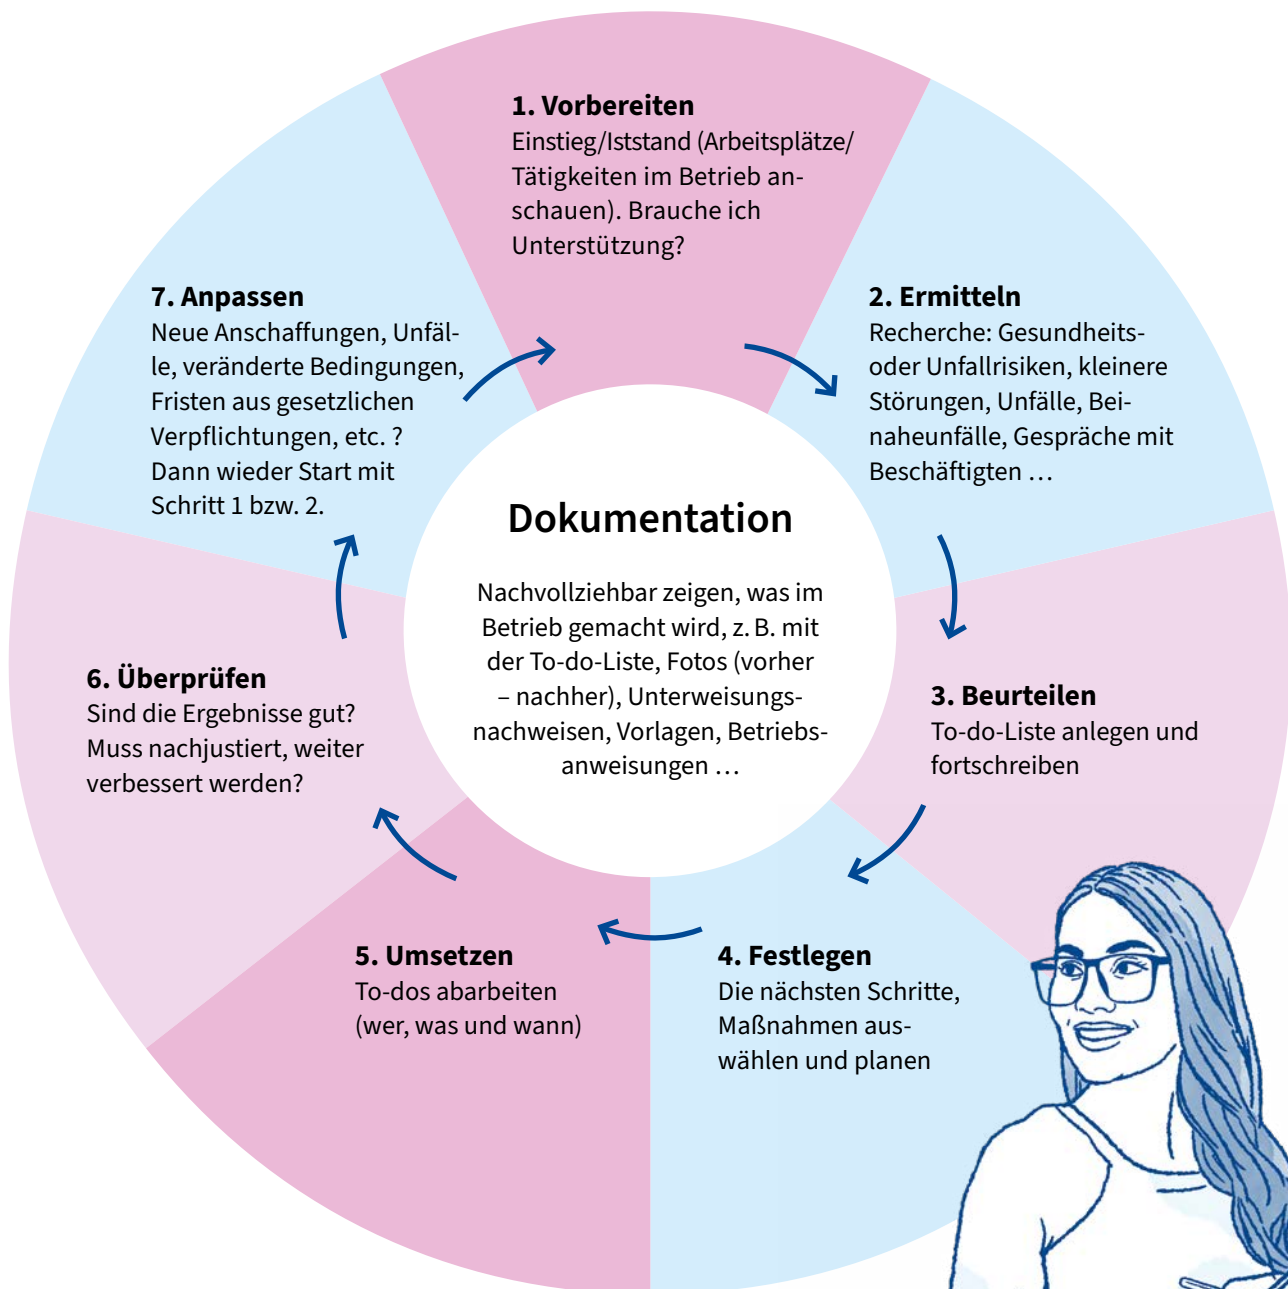 1. Vorbereiten
Einstieg/Iststand (Arbeitsplätze/
Tätigkeiten im Betrieb an-
schauen). Brauche ich
Unterstützung?
2. Ermitteln
Recherche: Gesundheits-
oder Unfallrisiken, kleinere
Störungen, Unfälle, Bei-
naheunfälle, Gespräche mit
Beschäftigten …
3. Beurteilen
To-do-Liste anlegen und
fortschreiben
4. Festlegen
Die nächsten Schritte,
Maßnahmen aus-
wählen und planen
5. Umsetzen
To-dos abarbeiten
(wer, was und wann)
6. Überprüfen
Sind die Ergebnisse gut?
Muss nachjustiert, weiter
verbessert werden?
7. Anpassen
Neue Anschaffungen, Unfäl-
le, veränderte Bedingungen,
Fristen aus gesetzlichen
Verpflichtungen, etc. ?
Dann wieder Start mit
Schritt 1 bzw. 2.
Dokumentation
Nachvollziehbar zeigen, was im
Betrieb gemacht wird, z. B. mit
der To-do-Liste, Fotos (vorher
– nachher), Unterweisungs-
nachweisen, Vorlagen, Betriebs-
anweisungen …